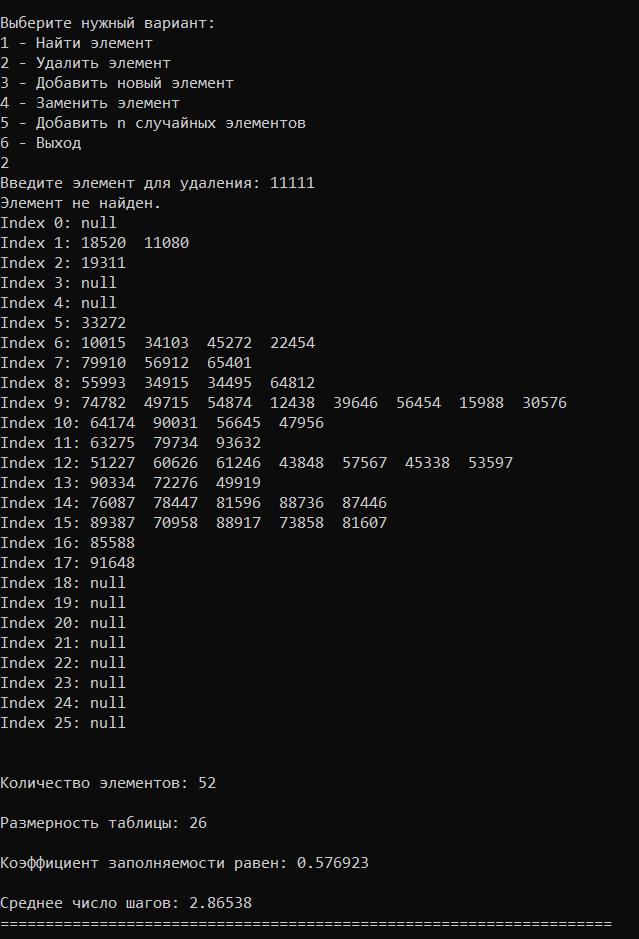 Выберите нужный вариант:
1 - Найти элемент
2 - Удалить элемент
3 - Добавить новый элемент
4 - Заменить элемент
5 - Добавить n случайных элементов
6 - Выход
2
Введите элемент для удаления: 11111
Элемент не найден.
Index 0: null
Index 1: 18520  11080
Index 2: 19311
Index 3: null
Index 4: null
Index 5: 33272
Index 6: 10015  34103  45272  22454
Index 7: 79910  56912  65401
Index 8: 55993  34915  34495  64812
Index 9: 74782  49715  54874  12438  39646  56454  15988  30576
Index 10: 64174  90031  56645  47956
Index 11: 63275  79734  93632
Index 12: 51227  60626  61246  43848  57567  45338  53597
Index 13: 90334  72276  49919
Index 14: 76087  78447  81596  88736  87446
Index 15: 89387  70958  88917  73858  81607
Index 16: 85588
Index 17: 91648
Index 18: null
Index 19: null
Index 20: null
Index 21: null
Index 22: null
Index 23: null
Index 24: null
Index 25: null
Количество элементов: 52
Размерность таблицы: 26
Коэффициент заполняемости равен: 0.576923
Среднее число шагов: 2.86538
====================================================================